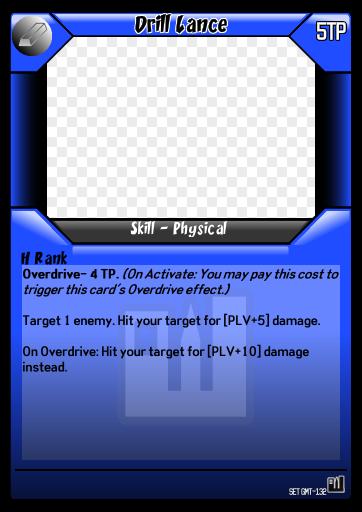 Drill Lance
5TP
Skill - Physical
H Rank
Overdrive- 4 TP. (On Activate: You may pay this cost to
trigger this card's Overdrive effect.)
Target 1 enemy. Hit your target for [PLV+5] damage.
On Overdrive: Hit your target for [PLV+10] damage
instead.
SET GMT-132